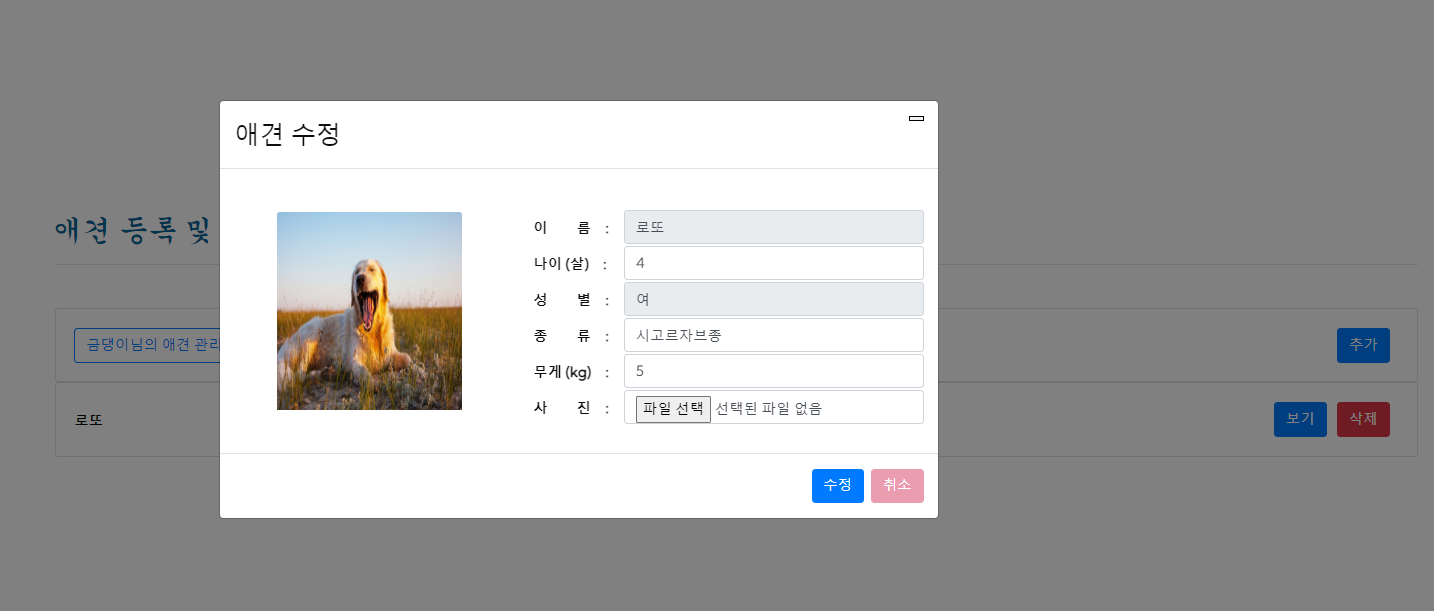 애견 수정
애견 등록 및
이 름 : 로또
나이 (살) : 4
성 별 : 여
종 류 : 시고르자브종
무게 (kg) : 5
사 진 : 파일 선택 선택된 파일 없음
금댕이님의 애견 관리
추가
로또
보기 삭제
수정 취소